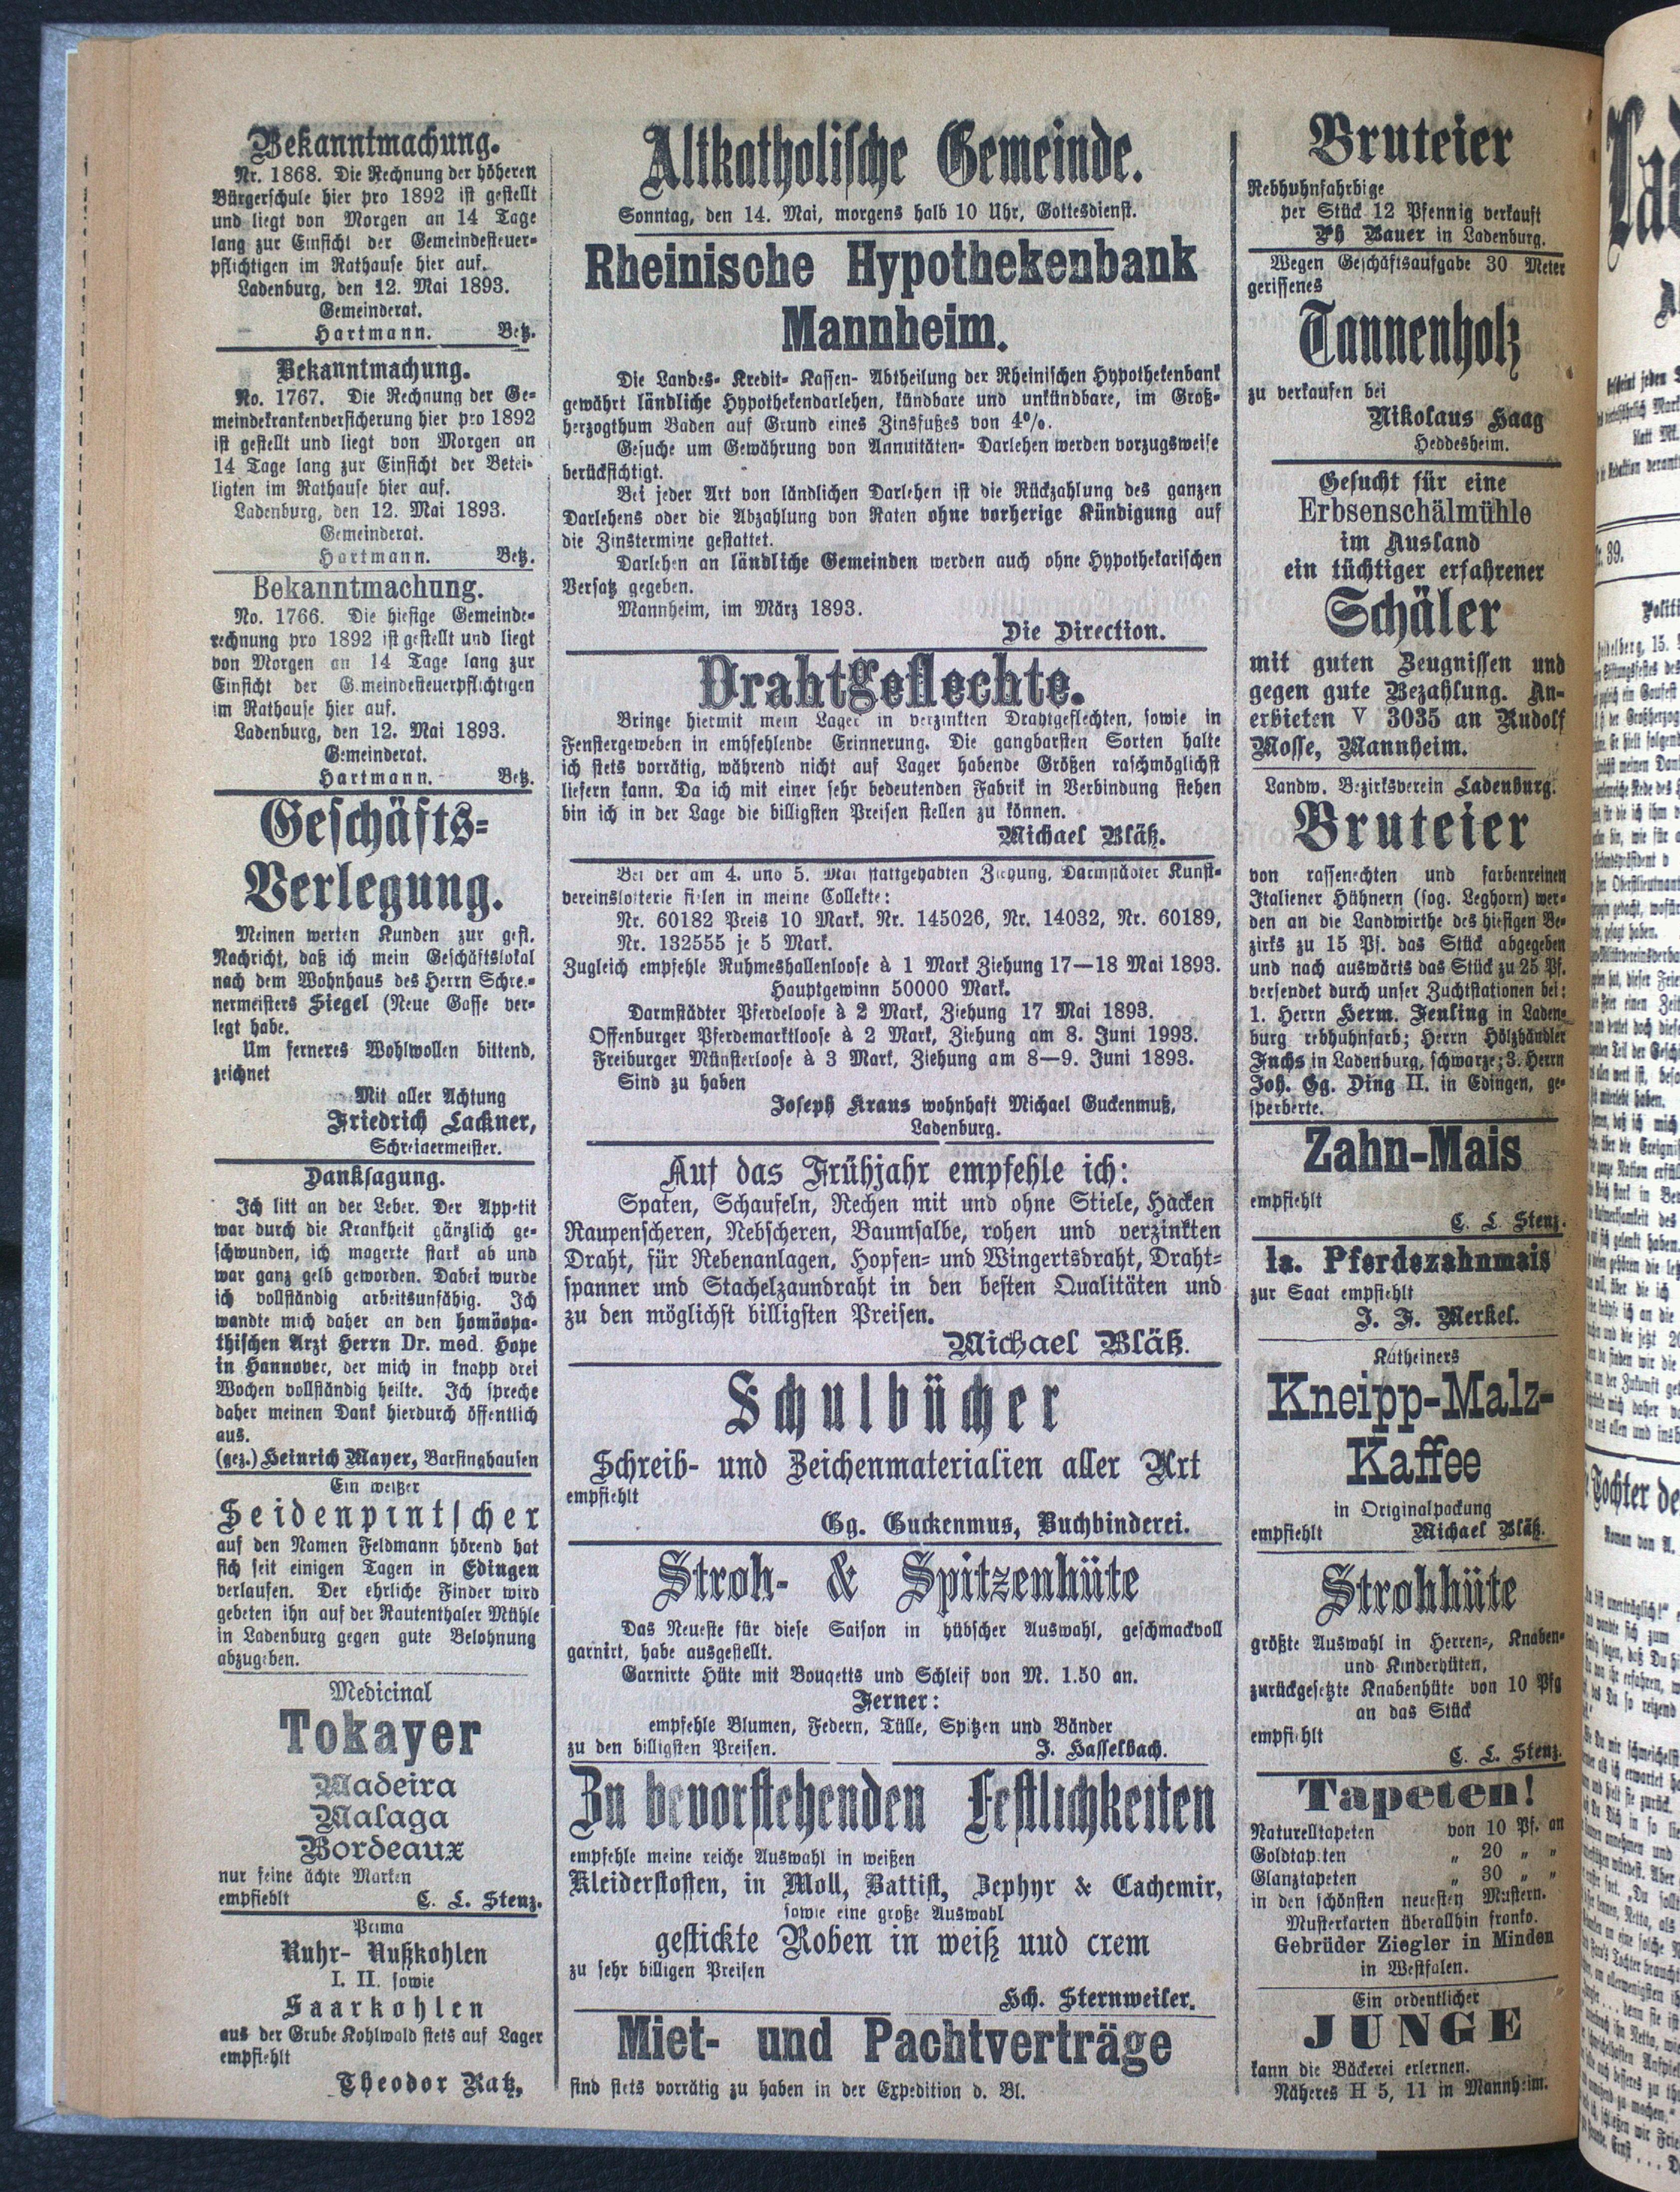 Bekanntmachung.
Nr. 1868. Die Rechnung der höheren
Bürgerschule hier pro 1892 ist gestellt
und liegt von Morgen an 14 Tage
lang zur Einsicht der Gemeindesteuer-
pflichtigen im Rathause hier auf.
Ladenburg, den 12. Mai 1893.
Gemeinderat.
Hartmann. Betz.
Bekanntmachung.
No. 1767. Die Rechnung der Ge-
meindekrankenversicherung hier pro 1892
ist gestellt und liegt von Morgen an
14 Tage lang zur Einsicht der Betei-
ligten im Rathause hier auf.
Ladenburg, den 12. Mai 1893.
Gemeinderat.
Hartmann. Betz.
Bekanntmachung.
No. 1766. Die hiesige Gemeinde-
rechnung pro 1892 ist gestellt und liegt
von Morgen an 14 Tage lang zur
Einsicht der G.meindesteuerpflichtigen
im Rathause hier auf.
Ladenburg, den 12. Mai 1893.
Gemeinderat.
Hartmann. Betz.
Geschäfts-
Verlegung.
Meinen werten Kunden zur gefl.
Nachricht, daß ich mein Geschäftslokal
nach dem Wohnhaus des Herrn Schrei-
nermeisters Siegel (Neue Gasse ver-
legt habe.
Um ferneres Wohlwollen bittend,
zeichnet
Mit aller Achtung
Friedrich Lackner,
Schreinermeister.
Danksagung.
Ich litt an der Leber. Der Appetit
war durch die Krankheit gänzlich ge-
schwunden, ich magerte stark ab und
war ganz gelb geworden. Dabei wurde
ich vollständig arbeitsunfähig. Ich
wandte mich daher an den homöopa-
thischen Arzt Herrn Dr. med. Hope
in Hannover, der mich in knapp drei
Wochen vollständig heilte. Ich spreche
daher meinen Dank hierdurch öffentlich
aus.
(gez.) Heinrich Mayer, Barsinghausen
Ein weißer
Seidenpintscher
auf den Namen Feldmann hörend hat
sich seit einigen Tagen in Edingen
verlaufen. Der ehrliche Finder wird
gebeten ihn auf der Rautenthaler Mühle
in Ladenburg gegen gute Belohnung
abzugeben.
Medicinal
Tokayer
Madeira
Malaga
Bordeaux
nur feine ächte Marken
empfiehlt C. L. Stenz.
Prima
Ruhr- Nußkohlen
I. II. sowie
Saarkohlen
aus der Grube Kohlwald stets auf Lager
empfiehlt
Theodor Katz,
Altkatholische Gemeinde.
Sonntag, den 14. Mai, morgens halb 10 Uhr, Gottesdienst.
Rheinische Hypothekenbank
Mannheim.
Die Landes- Kredit- Kassen- Abtheilung der Rheinischen Hypothekenbank
gewährt ländliche Hypothekendarlehen, kündbare und unkündbare, im Groß-
herzogthum Baden auf Grund eines Zinsfußes von 4%.
Gesuche um Gewährung von Annuitäten- Darlehen werden vorzugsweise
berücksichtigt.
Bei jeder Art von ländlichen Darlehen ist die Rückzahlung des ganzen
Darlehens oder die Abzahlung von Raten ohne vorherige Kündigung auf
die Zinstermine gestattet.
Darlehen an ländliche Gemeinden werden auch ohne Hypothekarischen
Versatz gegeben.
Mannheim, im März 1893.
Die Direction.
Drahtgeflechte.
Bringe hiermit mein Lager in verzinkten Drahtgeflechten, sowie in
Fenstergeweben in emhfehlende Erinnerung. Die gangbarsten Sorten halte
ich stets vorrätig, während nicht auf Lager habende Größen raschmöglichst
liefern kann. Da ich mit einer sehr bedeutenden Fabrik in Verbindung stehen
bin ich in der Lage die billigsten Preisen stellen zu können.
Michael Bläß.
Bei der am 4. und 5. Mai stattgehabten Ziehung, Darmstädter Kunst-
vereinslotterie fielen in meine Collekte:
Nr. 60182 Preis 10 Mark. Nr. 145026, Nr. 14032, Nr. 60189,
Nr. 132555 je 5 Mark.
Zugleich empfehle Ruhmeshallenloose à 1 Mark Ziehung 17—18 Mai 1893.
Hauptgewinn 50000 Mark.
Darmstädter Pferdeloose à 2 Mark, Ziehung 17 Mai 1893.
Offenburger Pferdemarktloose à 2 Mark, Ziehung am 8. Juni 1993.
Freiburger Münsterloose à 3 Mark, Ziehung am 8—9. Juni 1893.
Sind zu haben
Joseph Kraus wohnhaft Michael Guckenmuß,
Ladenburg.
Auf das Frühjahr empfehle ich:
Spaten, Schaufeln, Rechen mit und ohne Stiele, Hacken
Raupenscheren, Rebscheren, Baumsalbe, rohen und verzinkten
Draht, für Rebenanlagen, Hopfen- und Wingertsdraht, Draht-
spanner und Stachelzaundraht in den besten Qualitäten und
zu den möglichst billigsten Preisen.
Michael Bläß.
Schulbücher
Schreib- und Zeichenmaterialien aller Art
empfiehlt
Gg. Guckenmus, Buchbinderei.
Stroh- & Spitzenhüte
Das Neueste für diese Saison in hübscher Auswahl, geschmackvoll
garnirt, habe ausgestellt.
Garnirte Hüte mit Bouqetts und Schleif von M. 1.50 an.
Ferner:
empfehle Blumen, Federn, Tülle, Spitzen und Bänder
zu den billigsten Preisen. J. Hasselbach.
Zu bevorstehenden Festlichkeiten
empfehle meine reiche Auswahl in weißen
Kleiderstoffen, in Moll, Battist, Zephyr & Cachemir,
sowie eine große Auswahl
gestickte Roben in weiß und crem
zu sehr billigen Preisen
Hch. Sternweiler.
Miet- und Pachtverträge
sind stets vorrätig zu haben in der Expedition d. Bl.
Bruteier
Rebhuhnfahrbige
per Stück 12 Pfennig verkauft
Ph Bauer in Ladenburg.
Wegen Geschäftsaufgabe 30 Meter
gerissenes
Tannenholz
zu verkaufen bei
Nikolaus Haag
Heddesheim.
Gesucht für eine
Erbsenschälmühle
im Ausland
ein tüchtiger erfahrener
Schäler
mit guten Zeugnissen und
gegen gute Bezahlung. An-
erbieten V 3035 an Rudolf
Mosse, Mannheim.
Landw. Bezirksverein Ladenburg.
Bruteier
von rassenechten und farbenreinen
Italiener Hühnern (sog. Leghorn) wer-
den an die Landwirthe des hiesigen Be-
zirks zu 15 Pf. das Stück abgegeben
und nach auswärts das Stück zu 25 Pf.
versendet durch unser Zuchtstationen bei:
1. Herrn Herm. Feuling in Laden-
burg rebhuhnfarb; Herrn Hölzhändler
Fuchs in Ladenburg, schwarze; 3. Herrn
Joh. Gg. Ding II. in Edingen, ge-
sperberte.
Zahn-Mais
empfiehlt
C. L. Stenz.
Ia. Pferdezahnmais
zur Saat empfiehlt
J. F. Merkel.
Katheiners
Kneipp-Malz-
Kaffee
in Originalpackung
empfiehlt Michael Bläß.
Strohhüte
größte Auswahl in Herren-, Knaben-
und Kinderhüten,
zurückgesetzte Knabenhüte von 10 Pfg
an das Stück
empfiehlt
C. L. Stenz.
Tapeten!
Naturelltapeten von 10 Pf. an
Goldtap.ten „ 20 „ „
Glanztapeten „ 30 „ „
in den schönsten neuesten Mustern.
Musterkarten überallhin franko.
Gebrüder Ziegler in Minden
in Westfalen.
Ein ordentlicher
JUNGE
kann die Bäckerei erlernen.
Näheres H 5, 11 in Mannheim.